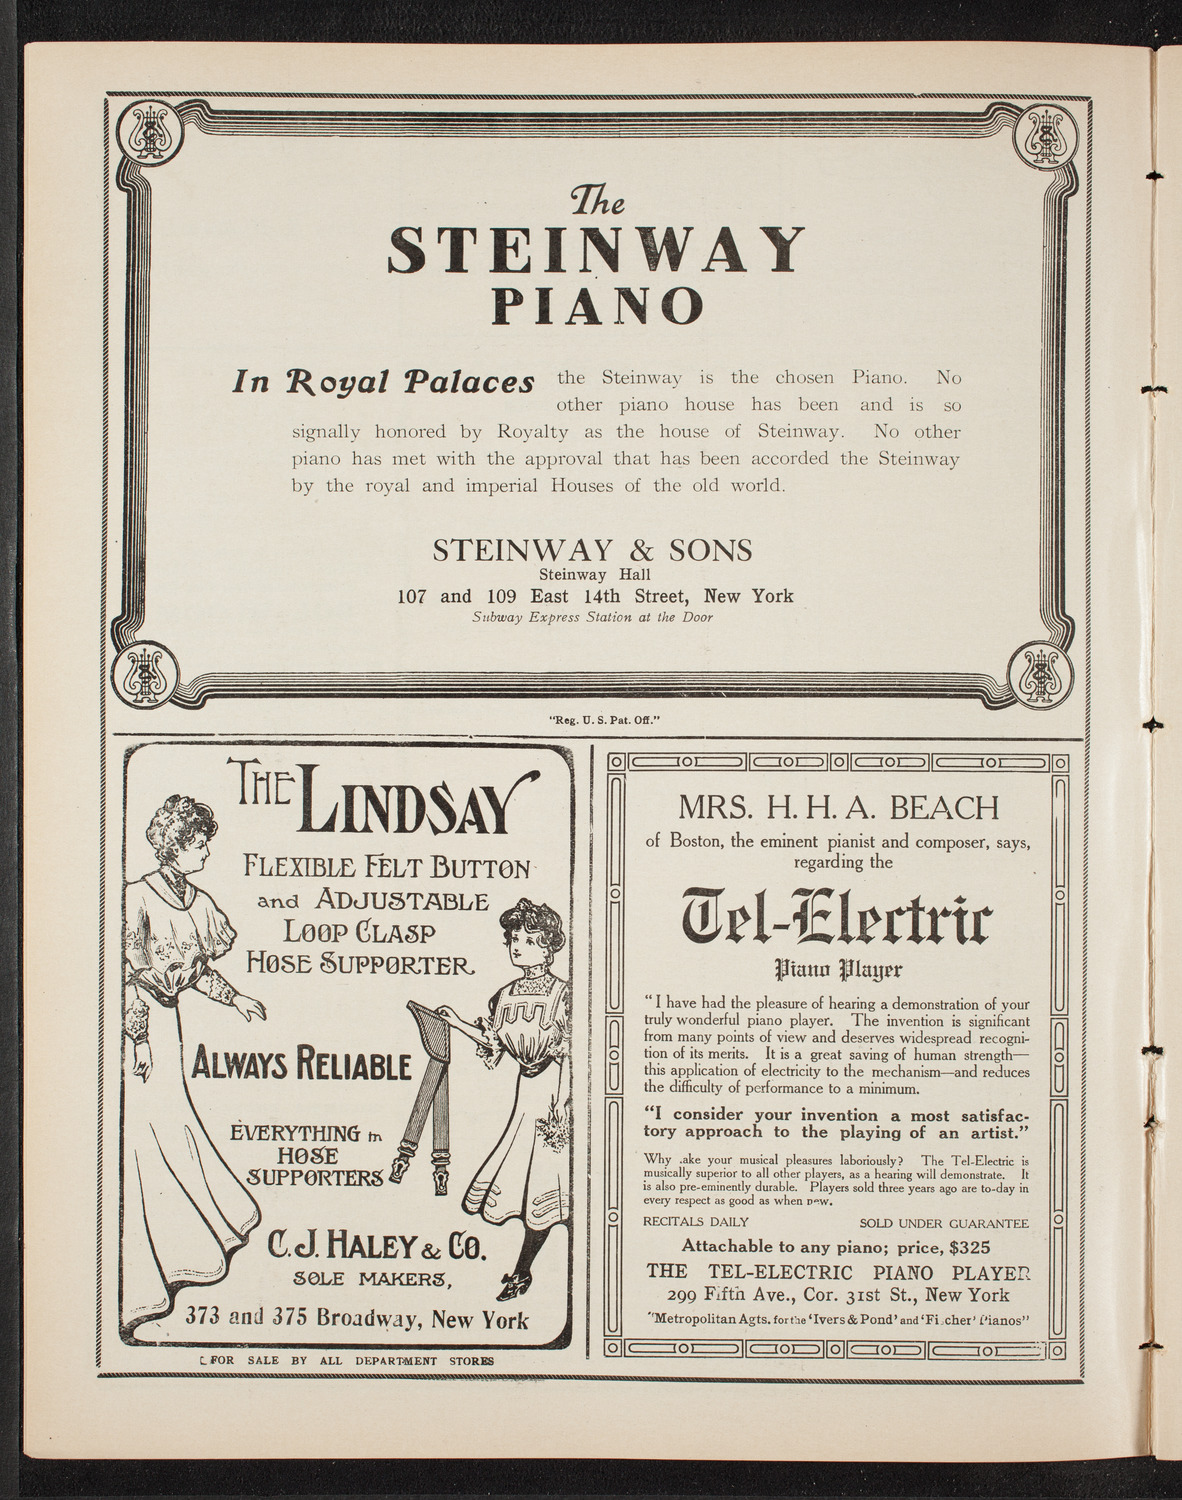 The
STEINWAY
PIANO
In Royal Palaces the Steinway is the chosen Piano. No
other piano house has been and is so
signally honored by Royalty as the house of Steinway. No other
piano has met with the approval that has been accorded the Steinway
by the royal and imperial Houses of the old world.
STEINWAY & SONS
Steinway Hall
107 and 109 East 14th Street, New York
Subway Express Station at the Door
"Reg. U. S. Pat. Off."
THE LINDSAY
FLEXIBLE FELT BUTTON
and ADJUSTABLE
LOOP CLASP
HOSE SUPPORTER
ALWAYS RELIABLE
EVERYTHING in
HOSE
SUPPORTERS
C. J. HALEY & CO.
SOLE MAKERS,
373 and 375 Broadway, New York
FOR SALE BY ALL DEPARTMENT STORES
MRS. H. H. A. BEACH
of Boston, the eminent pianist and composer, says,
regarding the
Tel-Electric
Piano Player
"I have had the pleasure of hearing a demonstration of your
truly wonderful piano player. The invention is significant
from many points of view and deserves widespread recogni-
tion of its merits. It is a great saving of human strength—
this application of electricity to the mechanism—and reduces
the difficulty of performance to a minimum.
"I consider your invention a most satisfac-
tory approach to the playing of an artist."
Why .ake your musical pleasures laboriously? The Tel-Electric is
musically superior to all other players, as a hearing will demonstrate. It
is also pre-eminently durable. Players sold three years ago are to-day in
every respect as good as when new.
RECITALS DAILY SOLD UNDER GUARANTEE
Attachable to any piano; price, $325
THE TEL-ELECTRIC PIANO PLAYER
299 Fifth Ave., Cor. 31st St., New York
"Metropolitan Agts. for the 'Ivers & Pond' and 'Fi.cher' Pianos"